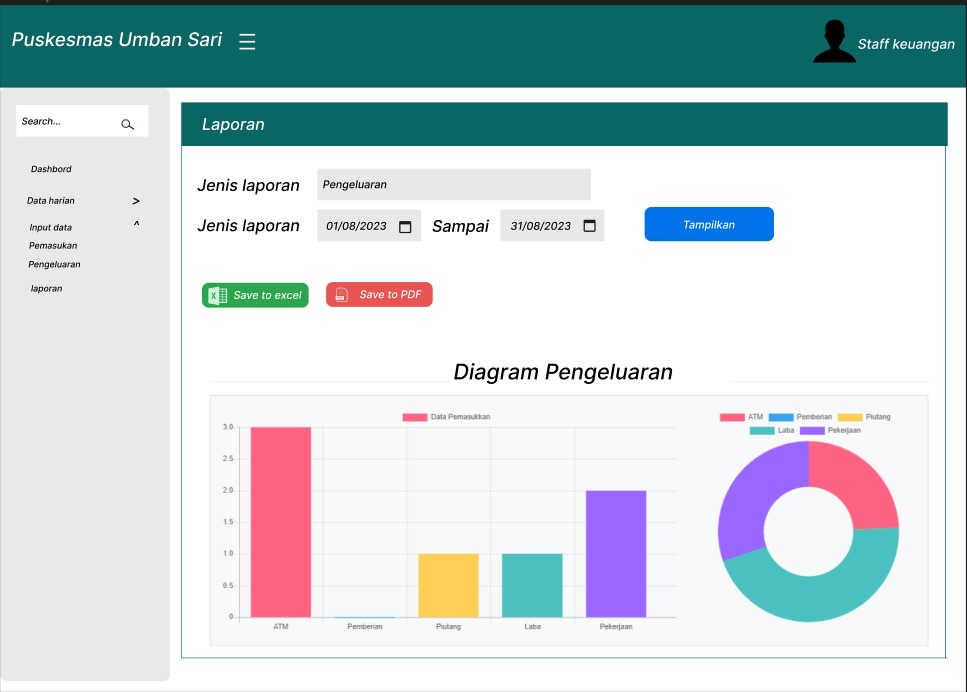 Puskesmas Umban Sari
Staff keuangan
Search...
Dashbord
Data harian >
Input data ^
Pemasukan
Pengeluaran
laporan
Laporan
Jenis laporan Pengeluaran
Jenis laporan 01/08/2023 Sampai 31/08/2023 Tampilkan
Save to excel Save to PDF
Diagram Pengeluaran
Data Pemasukkan
3.0
2.5
2.0
1.5
1.0
0.5
0
ATM Pemberian Piutang Laba Pekerjaan
ATM Pemberian Piutang
Laba Pekerjaan